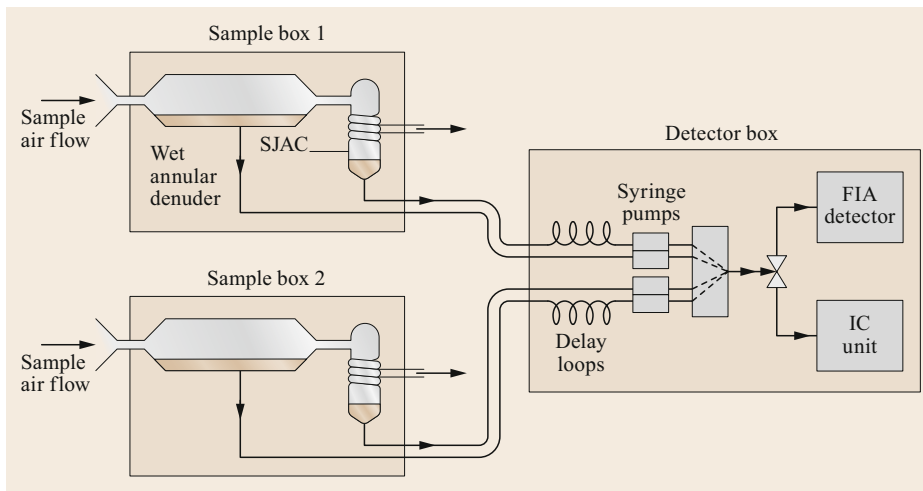 Sample box 1
Sample
air flow
Wet
annular
denuder
SJAC
Detector box
Syringe
pumps
FIA
detector
Sample box 2
Sample
air flow
Delay
loops
IC
unit